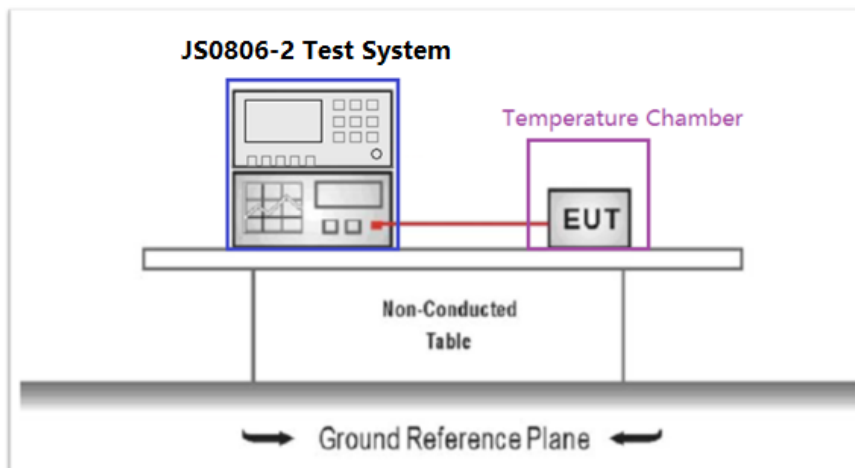 JS0806-2 Test System
Temperature Chamber
EUT
Non-Conducted
Table
Ground Reference Plane